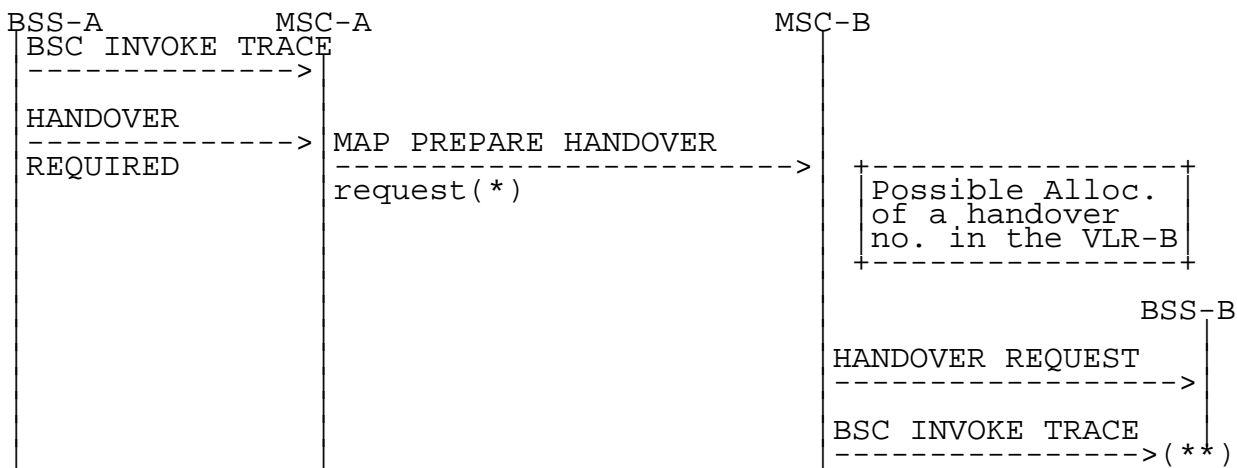 BSS-A MSC-A MSC-B
BSC INVOKE TRACE
HANDOVER
REQUIRED
MAP PREPARE HANDOVER
request(*)
Possible Alloc.
of a handover
no. in the VLR-B
BSS-B
HANDOVER REQUEST
BSC INVOKE TRACE
(**)